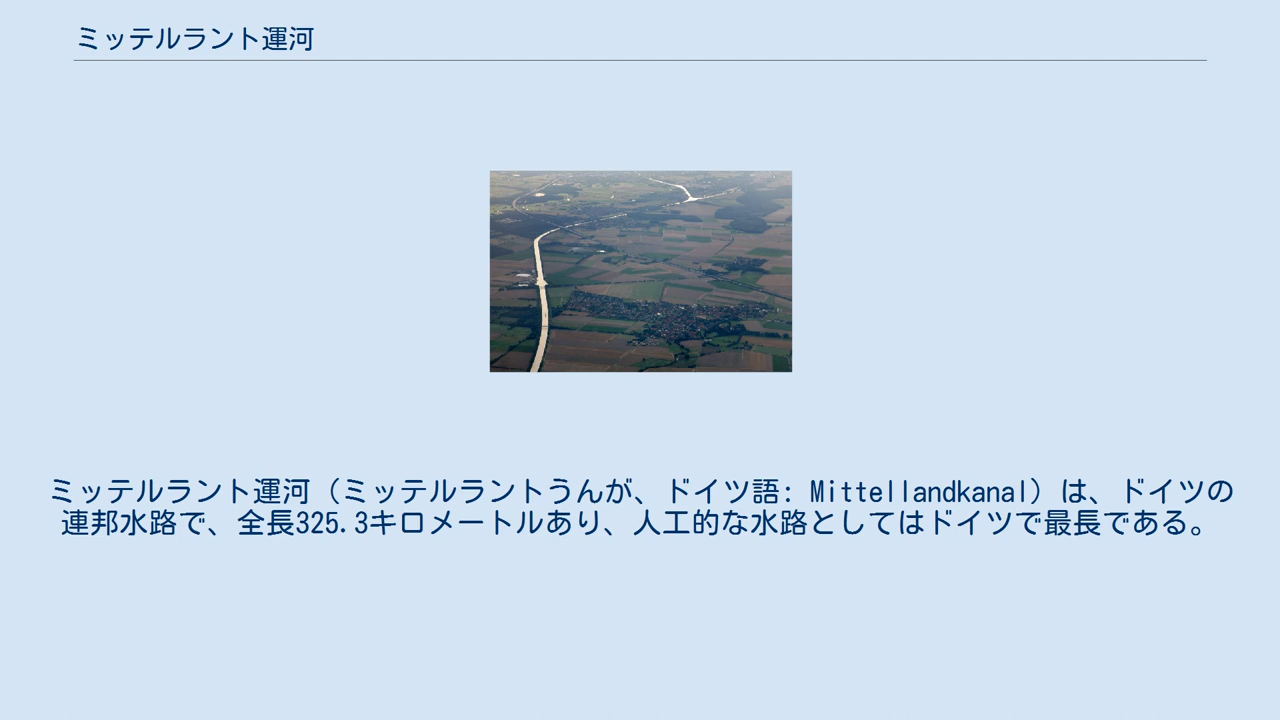 ミッテルラント運河
ミッテルラント運河（ミッテルラントうんが、ドイツ語: Mittellandkanal）は、ドイツの
連邦水路で、全長325.3キロメートルあり、人工的な水路としてはドイツで最長である。